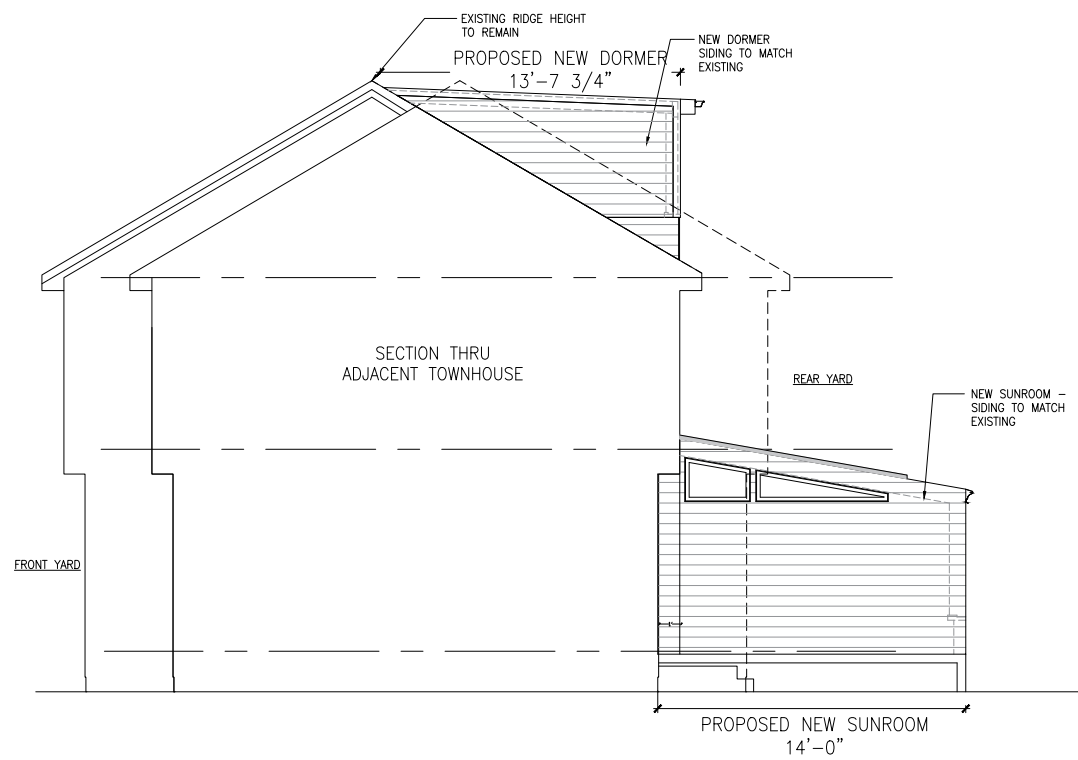 EXISTING RIDGE HEIGHT
TO REMAIN
NEW DORMER
SIDING TO MATCH
EXISTING
PROPOSED NEW DORMER
13'-7 3/4"
SECTION THRU
ADJACENT TOWNHOUSE
REAR YARD
NEW SUNROOM -
SIDING TO MATCH
EXISTING
FRONT YARD
PROPOSED NEW SUNROOM
14'-0"